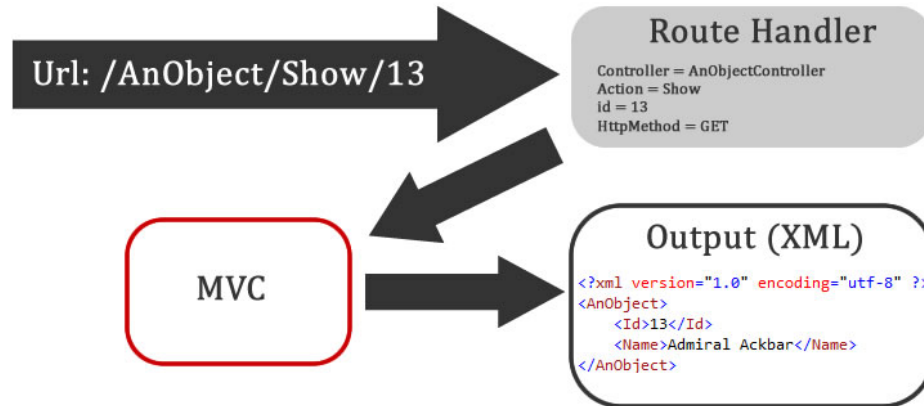 Url: /AnObject/Show/13
Route Handler
Controller = AnObjectController
Action = Show
id = 13
HttpMethod = GET
MVC
Output (XML)
<?xml version="1.0" encoding="utf-8" ?>
<AnObject>
    <Id>13</Id>
    <Name>Admiral Ackbar</Name>
</AnObject>